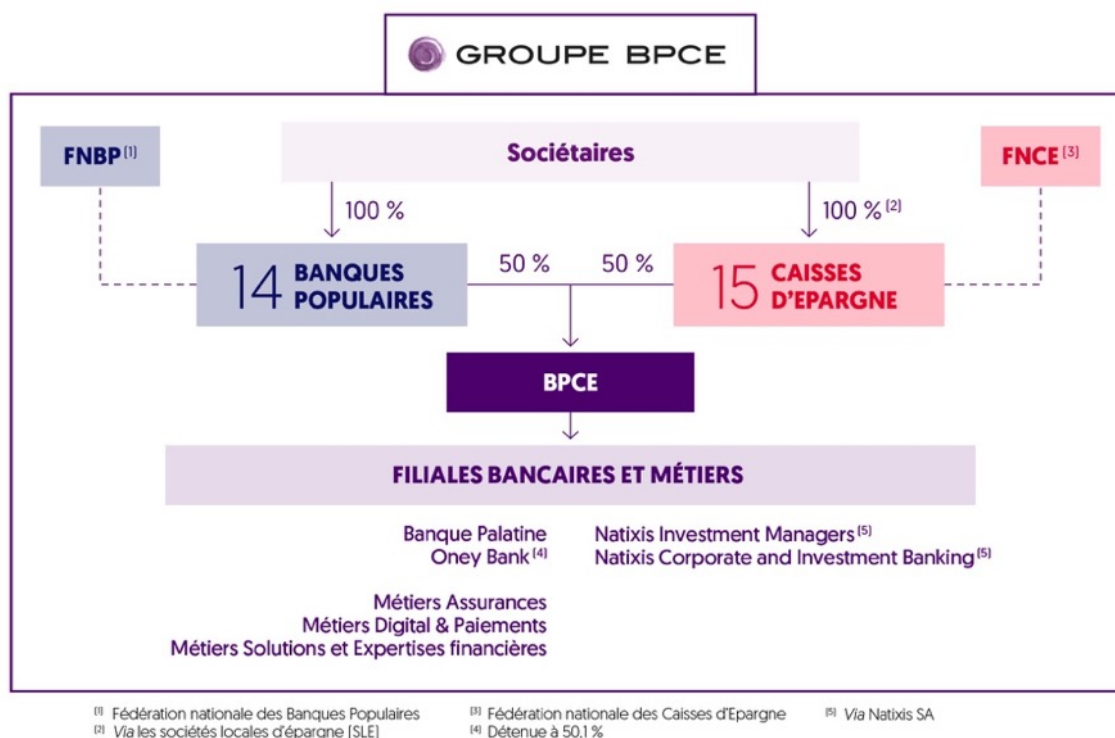 GROUPE BPCE
FNBP (1)
Sociétaires
FNCE (3)
100 %
100 % (2)
14 BANQUES POPULAIRES
50 %
50 %
15 CAISSES D'EPARGNE
BPCE
FILIALES BANCAIRES ET MÉTIERS
Banque Palatine
Oney Bank (4)
Natixis Investment Managers (5)
Natixis Corporate and Investment Banking (5)
Métiers Assurances
Métiers Digital & Paiements
Métiers Solutions et Expertises financières
(1) Fédération nationale des Banques Populaires
(2) Via les sociétés locales d'épargne (SLE)
(3) Fédération nationale des Caisses d'Epargne
(4) Détenue à 50,1 %
(5) Via Natixis SA